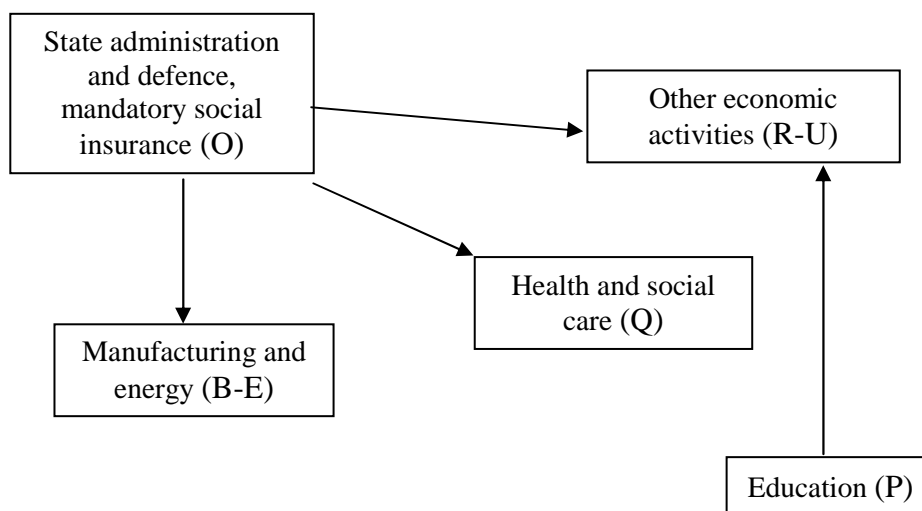 State administration
and defence,
mandatory social
insurance (O)
Other economic
activities (R-U)
Health and social
care (Q)
Manufacturing and
energy (B-E)
Education (P)